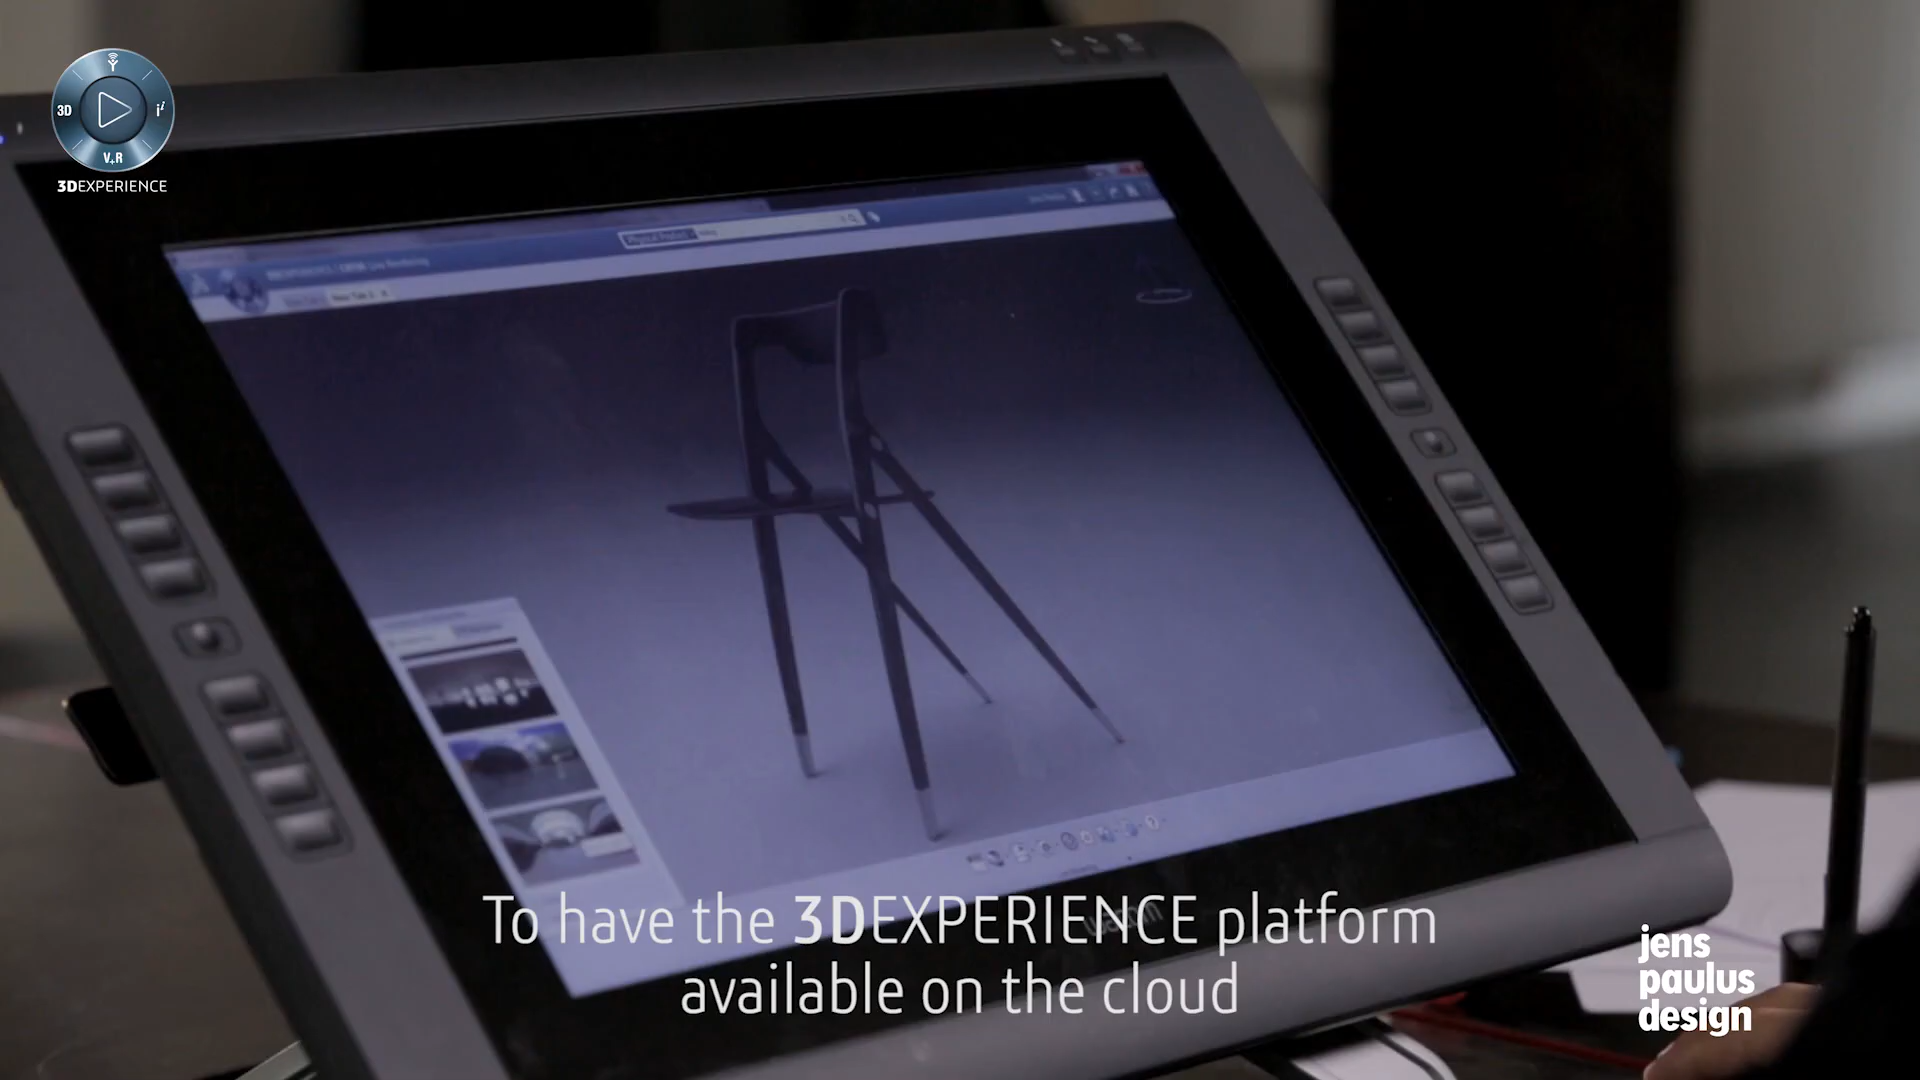 3D
i
V+R
3DEXPERIENCE
To have the 3DEXPERIENCE platform
available on the cloud
jens
paulus
design